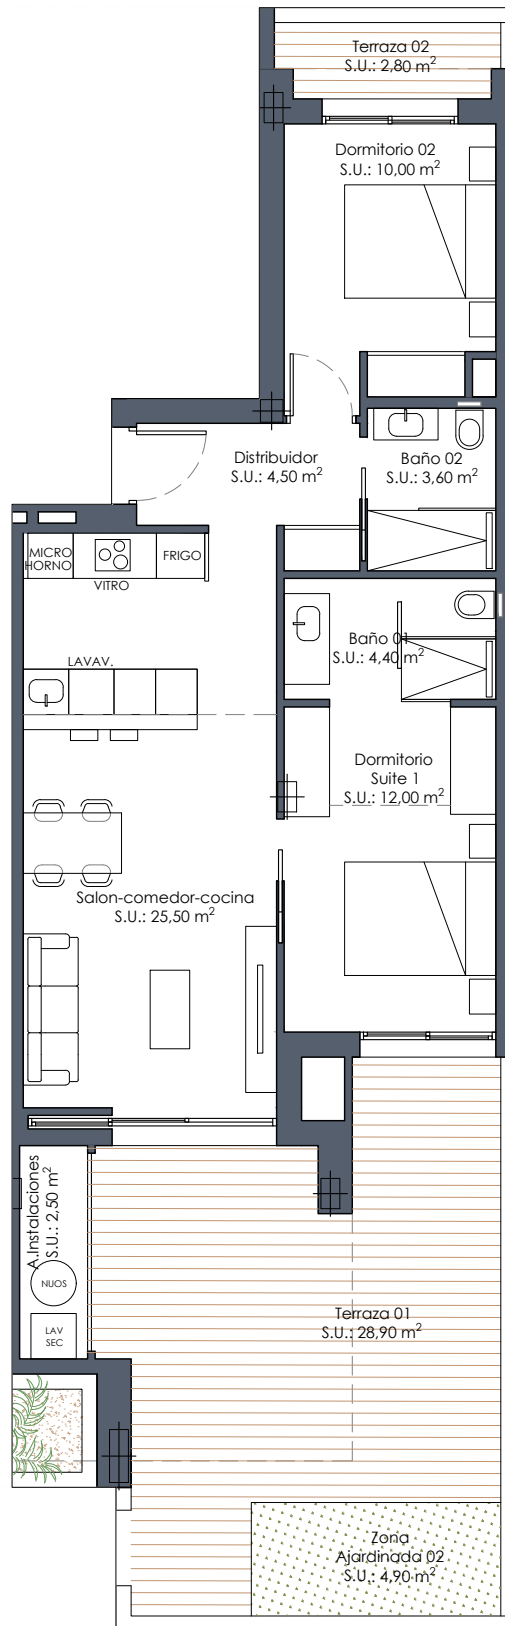 Terraza 02
S.U.: 2,80 m²
Dormitorio 02
S.U.: 10,00 m²
Distribuidor
S.U.: 4,50 m²
Baño 02
S.U.: 3,60 m²
MICRO
HORNO
VITRO
FRIGO
LAVAV.
Baño 01
S.U.: 4,40 m²
Dormitorio
Suite 1
S.U.: 12,00 m²
Salon-comedor-cocina
S.U.: 25,50 m²
A.Instalaciones
S.U.: 2,50 m²
NUOS
LAV
SEC
Terraza 01
S.U.: 28,90 m²
Zona
Ajardinada 02
S.U.: 4,90 m²